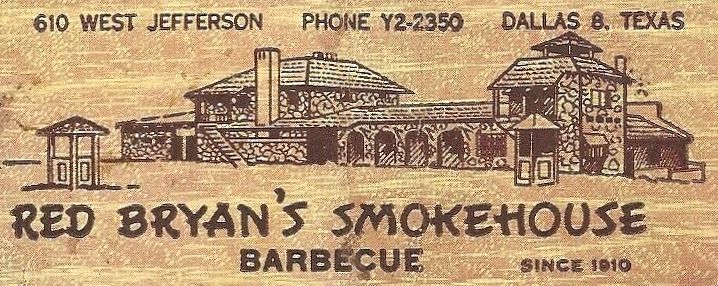 610 WEST JEFFERSON PHONE Y2-2350 DALLAS 8, TEXAS
RED BRYAN'S SMOKEHOUSE
BARBECUE
SINCE 1910